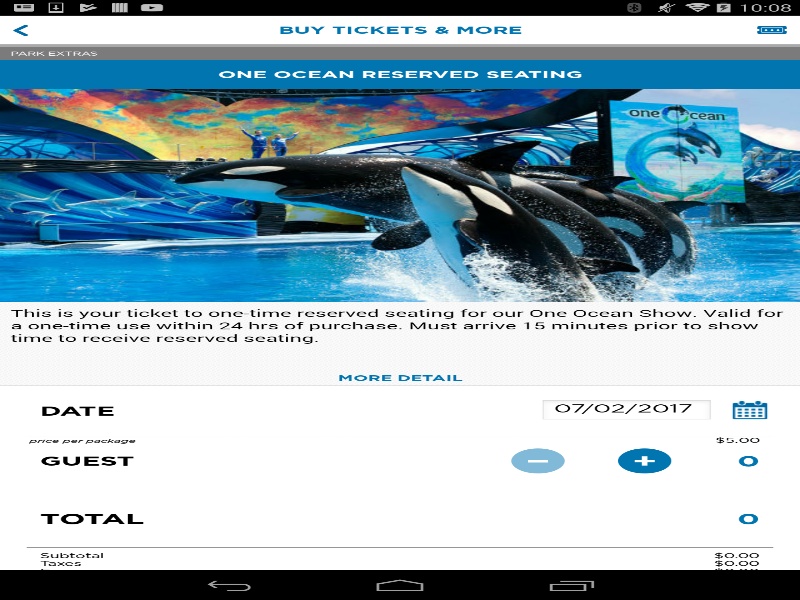 10:08
BUY TICKETS & MORE
PARK EXTRAS
ONE OCEAN RESERVED SEATING
one Ocean
This is your ticket to one-time reserved seating for our One Ocean Show. Valid for
a one-time use within 24 hrs of purchase. Must arrive 15 minutes prior to show
time to receive reserved seating.
MORE DETAIL
DATE 07/02/2017
price per package $5.00
GUEST 0
TOTAL 0
Subtotal $0.00
Taxes $0.00